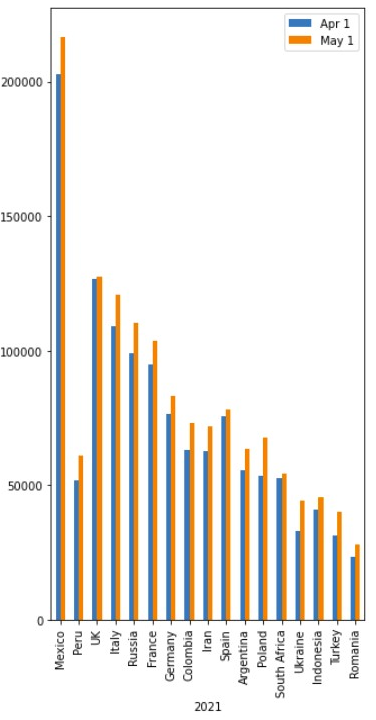 Apr 1
May 1
200000
150000
100000
50000
0
Mexico
Peru
UK
Italy
Russia
France
Germany
Colombia
Iran
Spain
Argentina
Poland
South Africa
Ukraine
Indonesia
Turkey
Romania
2021